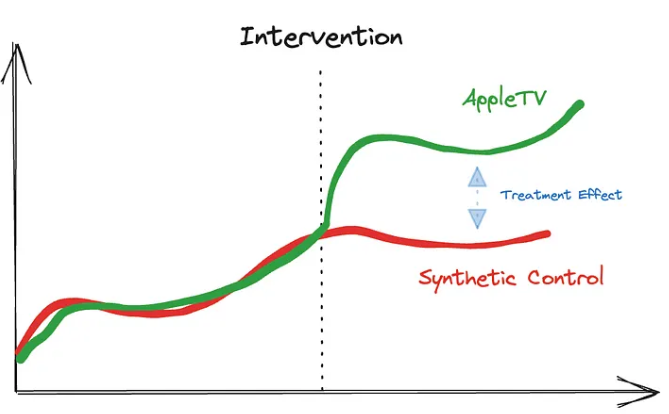 Intervention
AppleTV
Treatment Effect
Synthetic Control